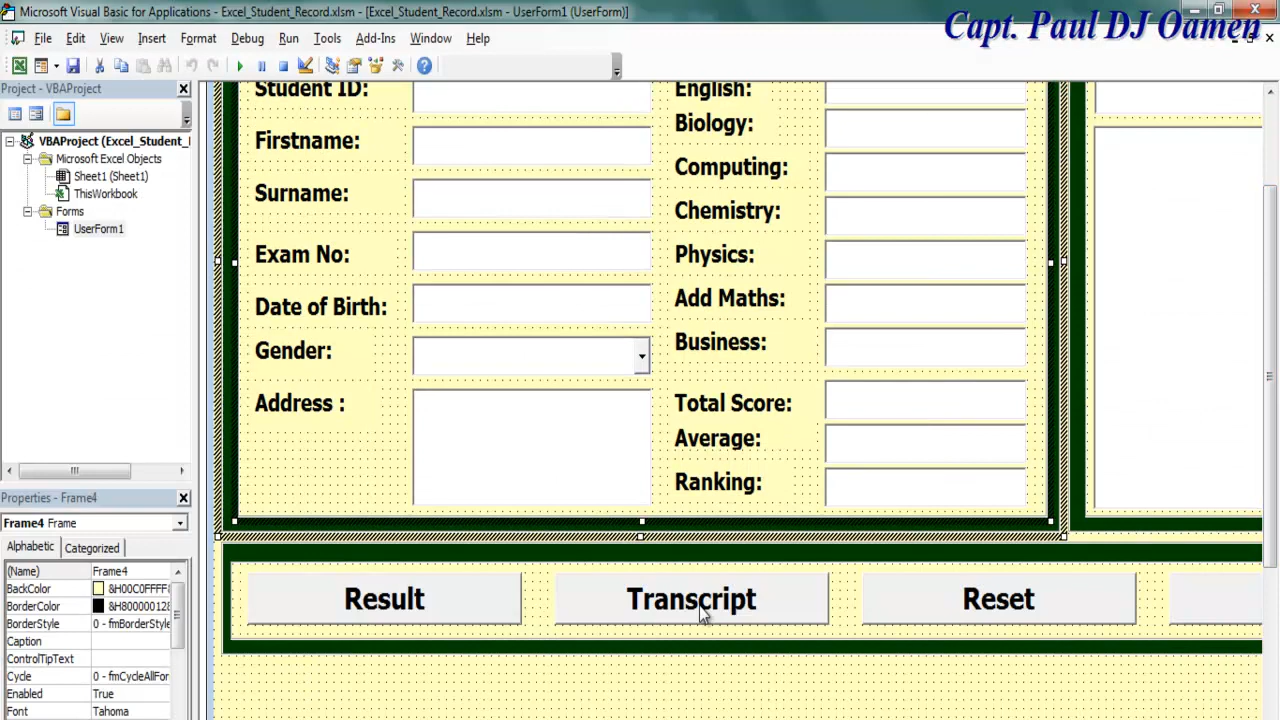 Microsoft Visual Basic for Applications - Excel_Student_Record.xlsm - [Excel_Student_Record.xlsm - UserForm1 (UserForm)]
Capt. Paul DJ Oamen
File Edit View Insert Format Debug Run Tools Add-Ins Window Help
Project - VBAProject
VBAProject (Excel_Student_
Microsoft Excel Objects
Sheet1 (Sheet1)
ThisWorkbook
Forms
UserForm1
Properties - Frame4
Frame4 Frame
Alphabetic Categorized
(Name) Frame4
BackColor &H00C0FFFF
BorderColor &H80000012
BorderStyle 0 - fmBorderStyle
Caption
ControlTipText
Cycle 0 - fmCycleAllFor
Enabled True
Font Tahoma
Student ID:
Firstname:
Surname:
Exam No:
Date of Birth:
Gender:
Address :
English:
Biology:
Computing:
Chemistry:
Physics:
Add Maths:
Business:
Total Score:
Average:
Ranking:
Result Transcript Reset